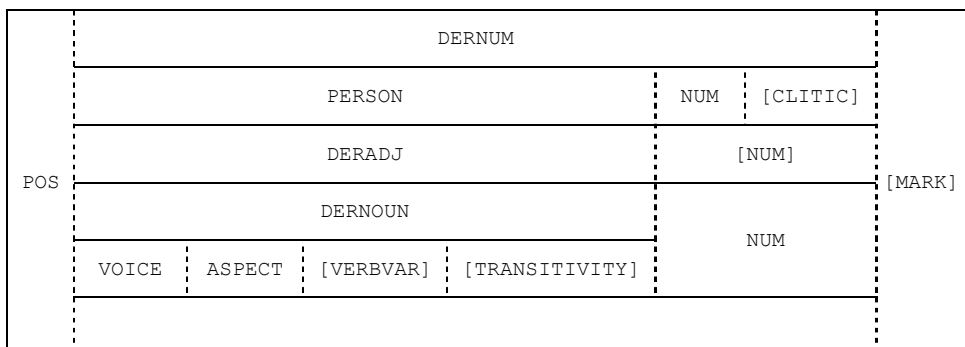 DERNUM
PERSON NUM [CLITIC]
DERADJ [NUM]
POS [MARK]
DERNOUN
NUM
VOICE ASPECT [VERBVAR] [TRANSITIVITY]